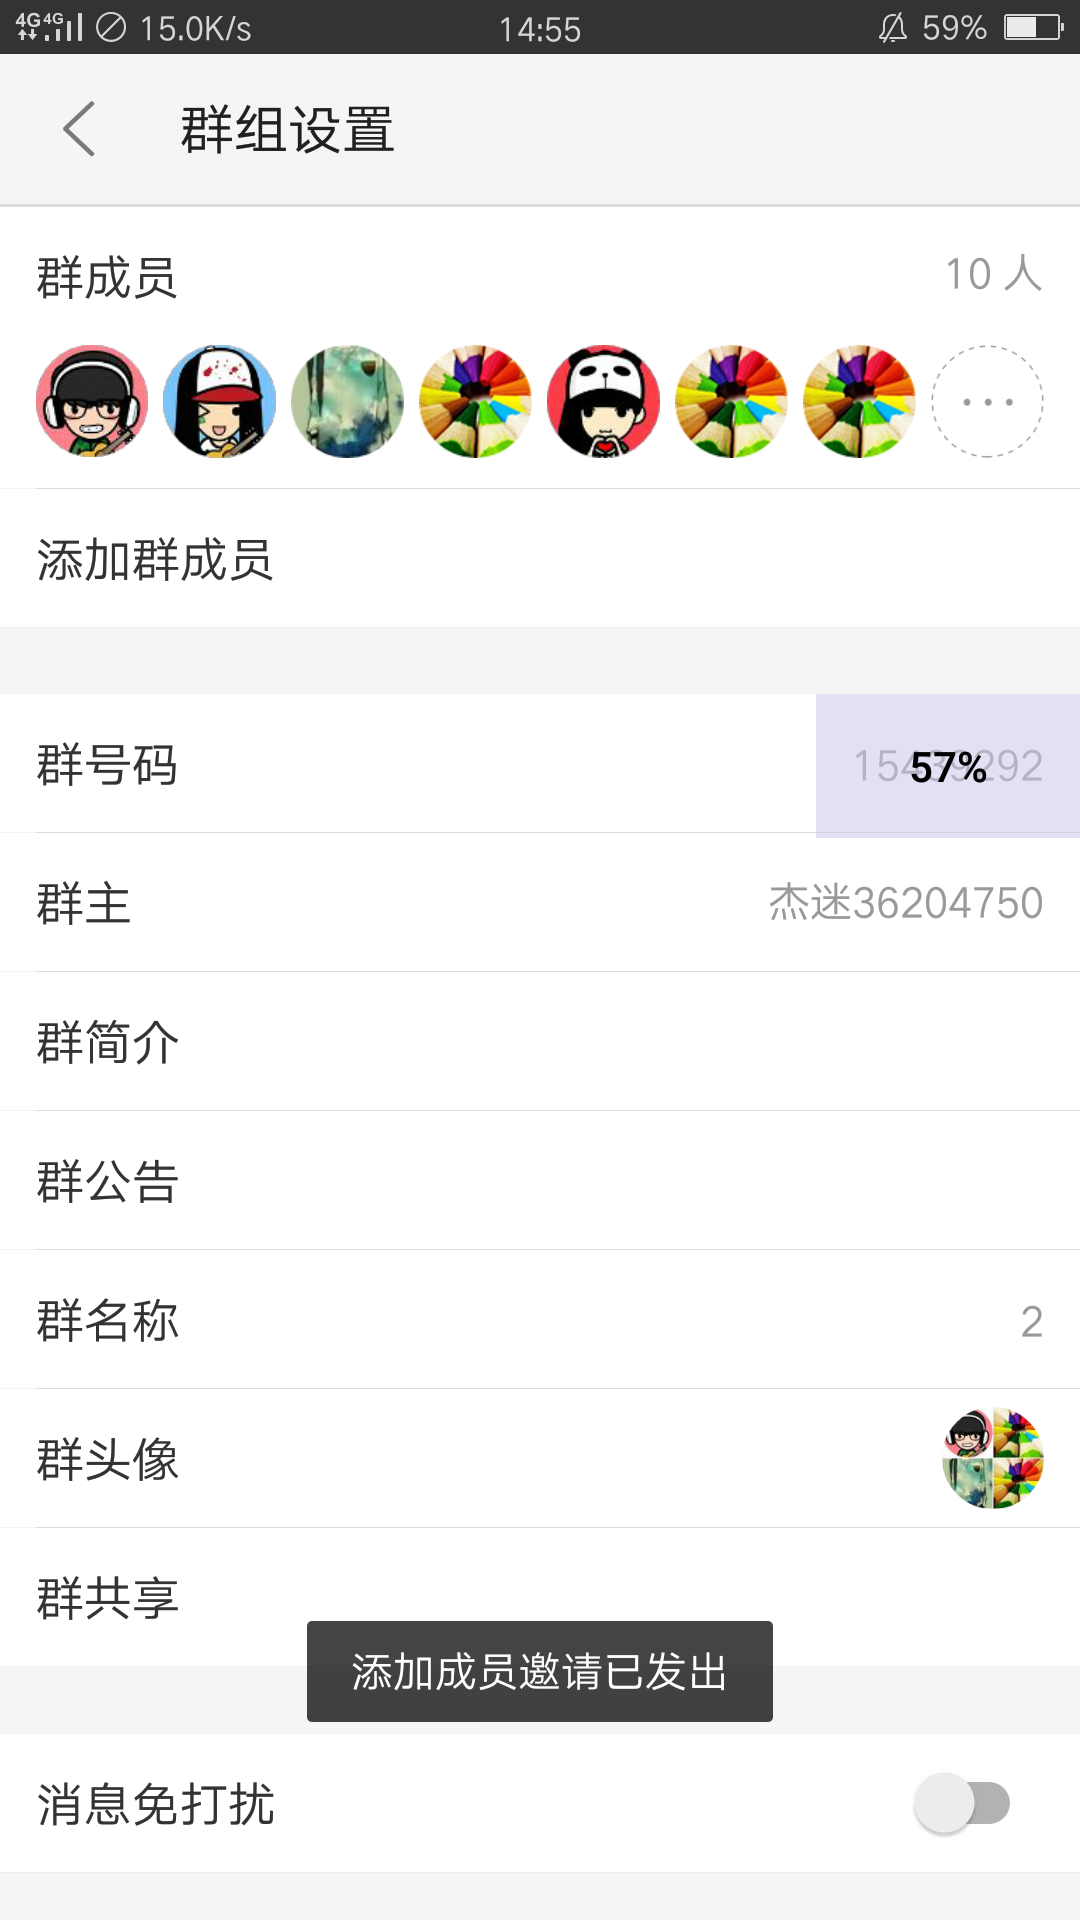 4G 4G 15.0K/s 14:55 59%
群组设置
群成员 10 人
添加群成员
群号码 57%
群主 杰迷36204750
群简介
群公告
群名称 2
群头像
群共享
添加成员邀请已发出
消息免打扰